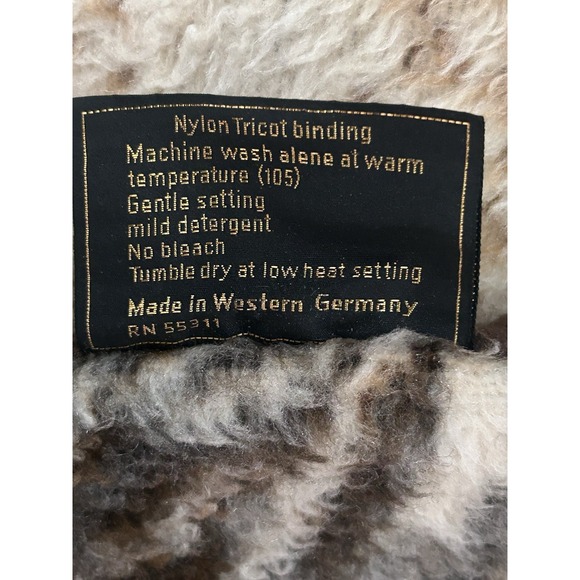 Nylon Tricot binding
Machine wash alene at warm
temperature (105)
Gentle setting
mild detergent
No bleach
Tumble dry at low heat setting
Made in Western Germany
RN 55311